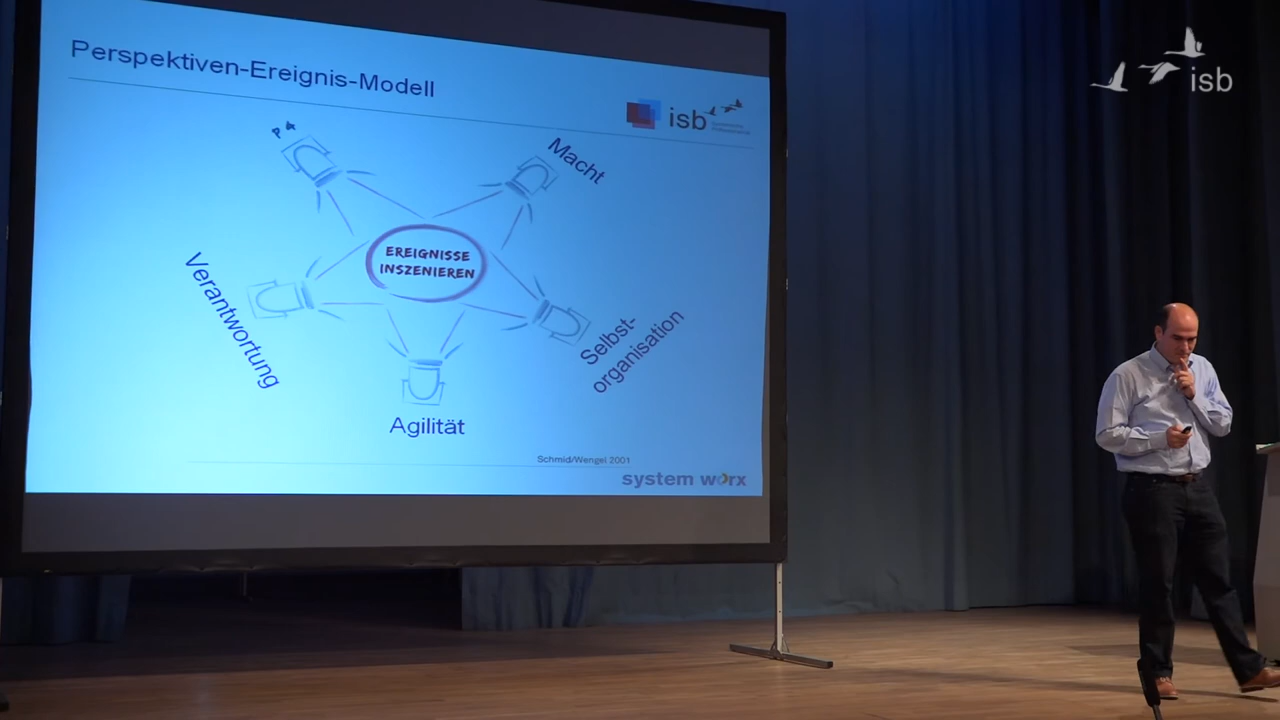 Perspektiven-Ereignis-Modell
isb
isb
P4
Macht
EREIGNISSE
INSZENIEREN
Verantwortung
Selbst-
organisation
Agilität
Schmid/Wengel 2001
system worx